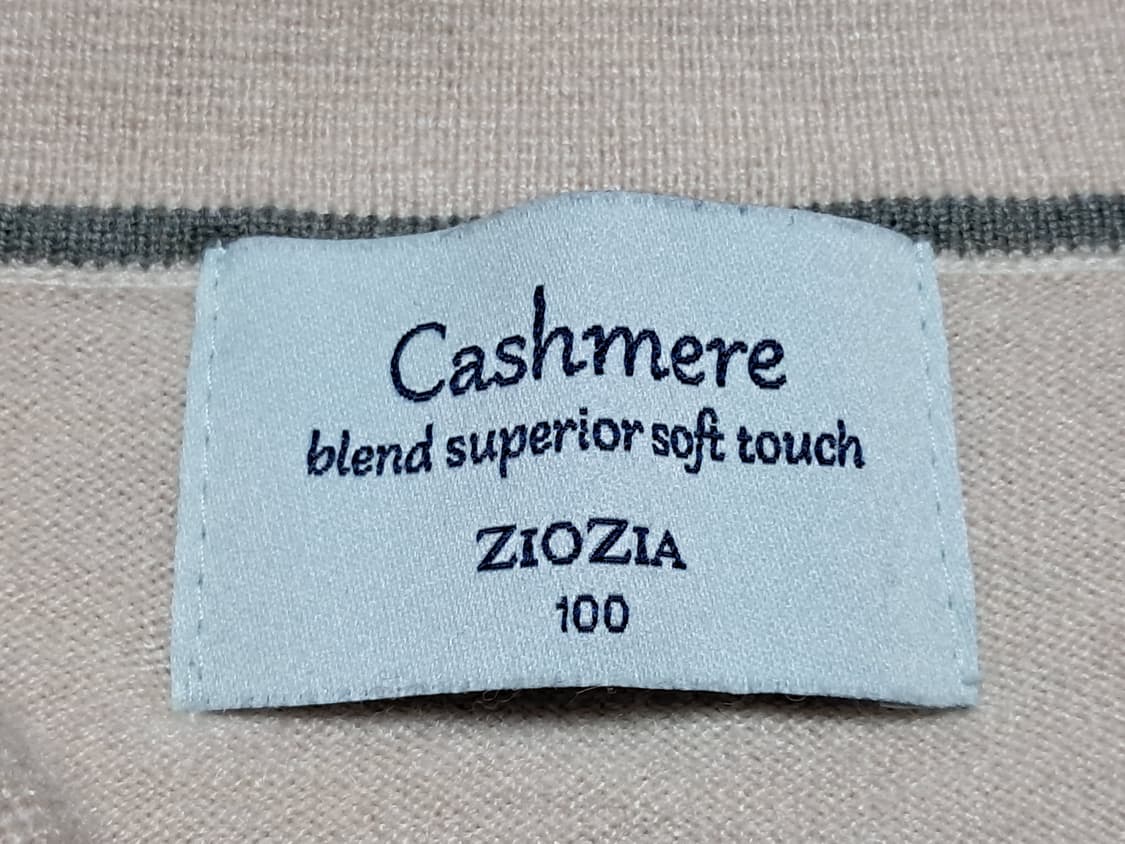 Cashmere
blend superior soft touch
ZIOZIA
100